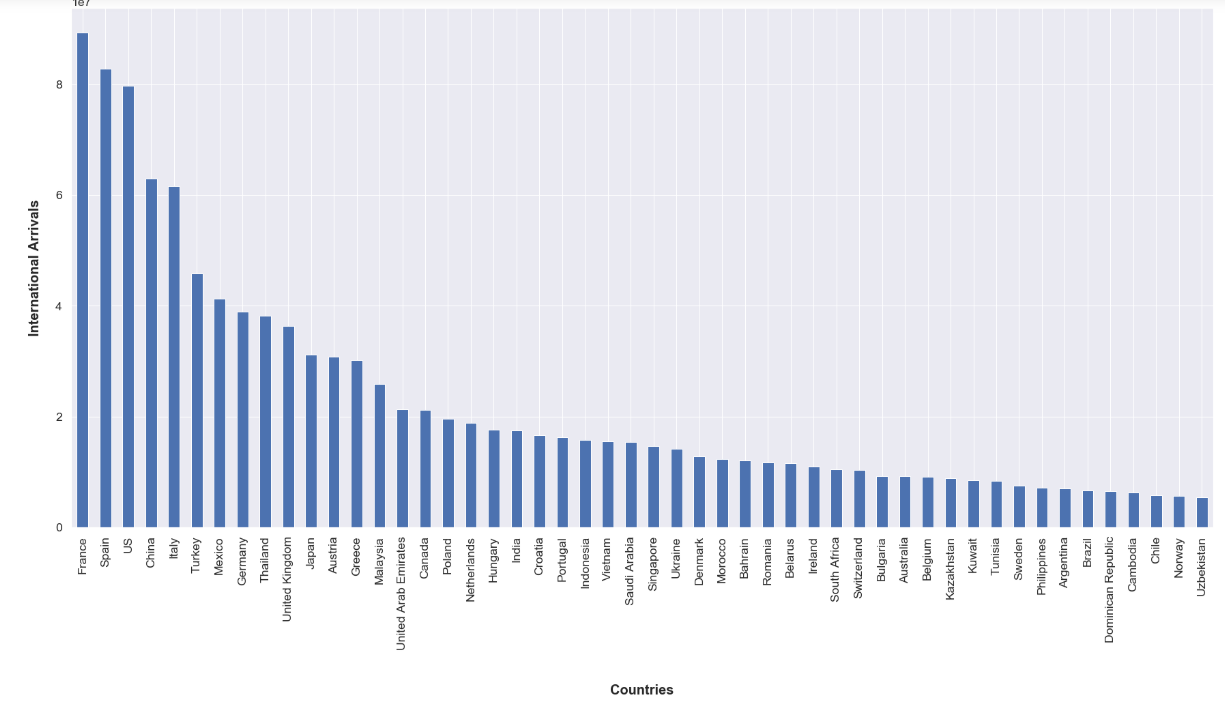 1e7
8
6
4
2
0
International Arrivals
France
Spain
US
China
Italy
Turkey
Mexico
Germany
Thailand
United Kingdom
Japan
Austria
Greece
Malaysia
United Arab Emirates
Canada
Poland
Netherlands
Hungary
India
Croatia
Portugal
Indonesia
Vietnam
Saudi Arabia
Singapore
Ukraine
Denmark
Morocco
Bahrain
Romania
Belarus
Ireland
South Africa
Switzerland
Bulgaria
Australia
Belgium
Kazakhstan
Kuwait
Tunisia
Sweden
Philippines
Argentina
Brazil
Dominican Republic
Cambodia
Chile
Norway
Uzbekistan
Countries